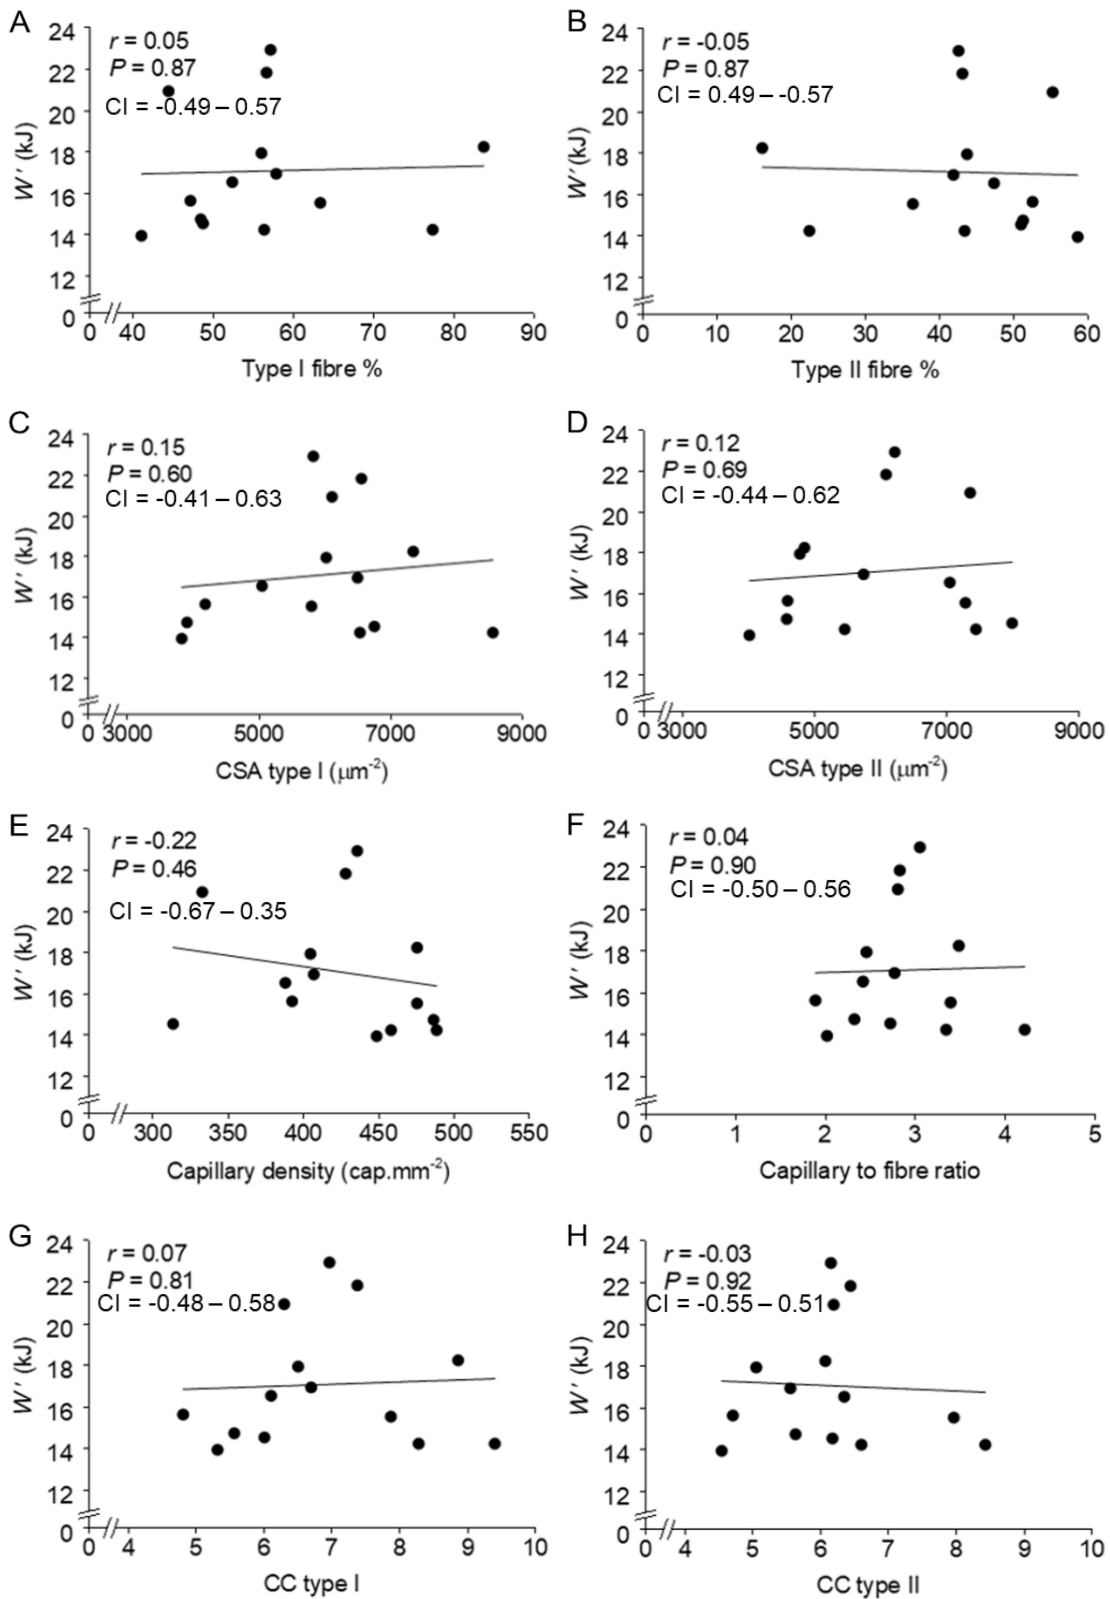 A
r = 0.05
P = 0.87
CI = -0.49 – 0.57
W′ (kJ)
24
22
20
18
16
14
12
0
0 40 50 60 70 80 90
Type I fibre %
B
r = -0.05
P = 0.87
CI = 0.49 – -0.57
W′ (kJ)
24
22
20
18
16
14
12
0
0 10 20 30 40 50 60
Type II fibre %
C
r = 0.15
P = 0.60
CI = -0.41 – 0.63
W′ (kJ)
24
22
20
18
16
14
12
0
0 3000 5000 7000 9000
CSA type I (μm⁻²)
D
r = 0.12
P = 0.69
CI = -0.44 – 0.62
W′ (kJ)
24
22
20
18
16
14
12
0
0 3000 5000 7000 9000
CSA type II (μm⁻²)
E
r = -0.22
P = 0.46
CI = -0.67 – 0.35
W′ (kJ)
24
22
20
18
16
14
12
0
0 300 350 400 450 500 550
Capillary density (cap.mm⁻²)
F
r = 0.04
P = 0.90
CI = -0.50 – 0.56
W′ (kJ)
24
22
20
18
16
14
12
0
0 1 2 3 4 5
Capillary to fibre ratio
G
r = 0.07
P = 0.81
CI = -0.48 – 0.58
W′ (kJ)
24
22
20
18
16
14
12
0
0 4 5 6 7 8 9 10
CC type I
H
r = -0.03
P = 0.92
CI = -0.55 – 0.51
W′ (kJ)
24
22
20
18
16
14
12
0
0 4 5 6 7 8 9 10
CC type II